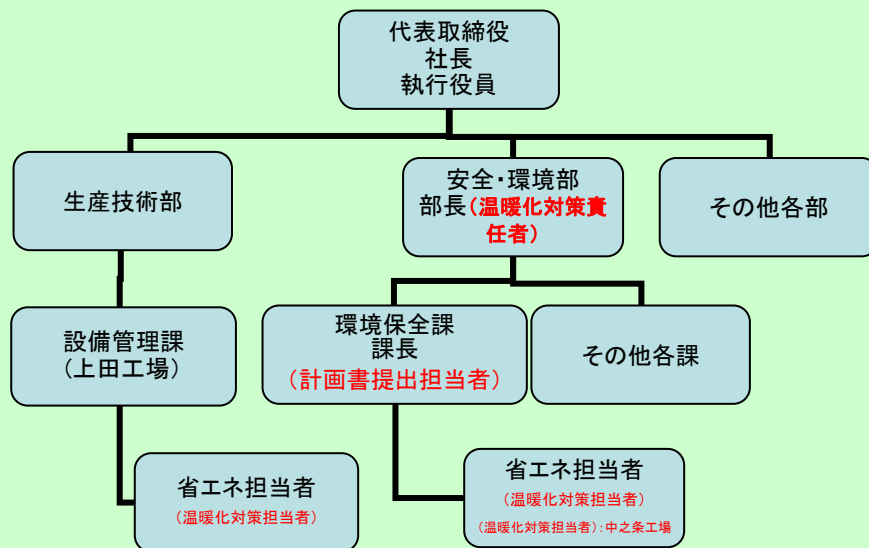 代表取締役
社長
執行役員
生産技術部
安全・環境部
部長(温暖化対策責
任者)
その他各部
設備管理課
(上田工場)
環境保全課
課長
(計画書提出担当者)
その他各課
省エネ担当者
(温暖化対策担当者)
省エネ担当者
(温暖化対策担当者)
(温暖化対策担当者):中之条工場